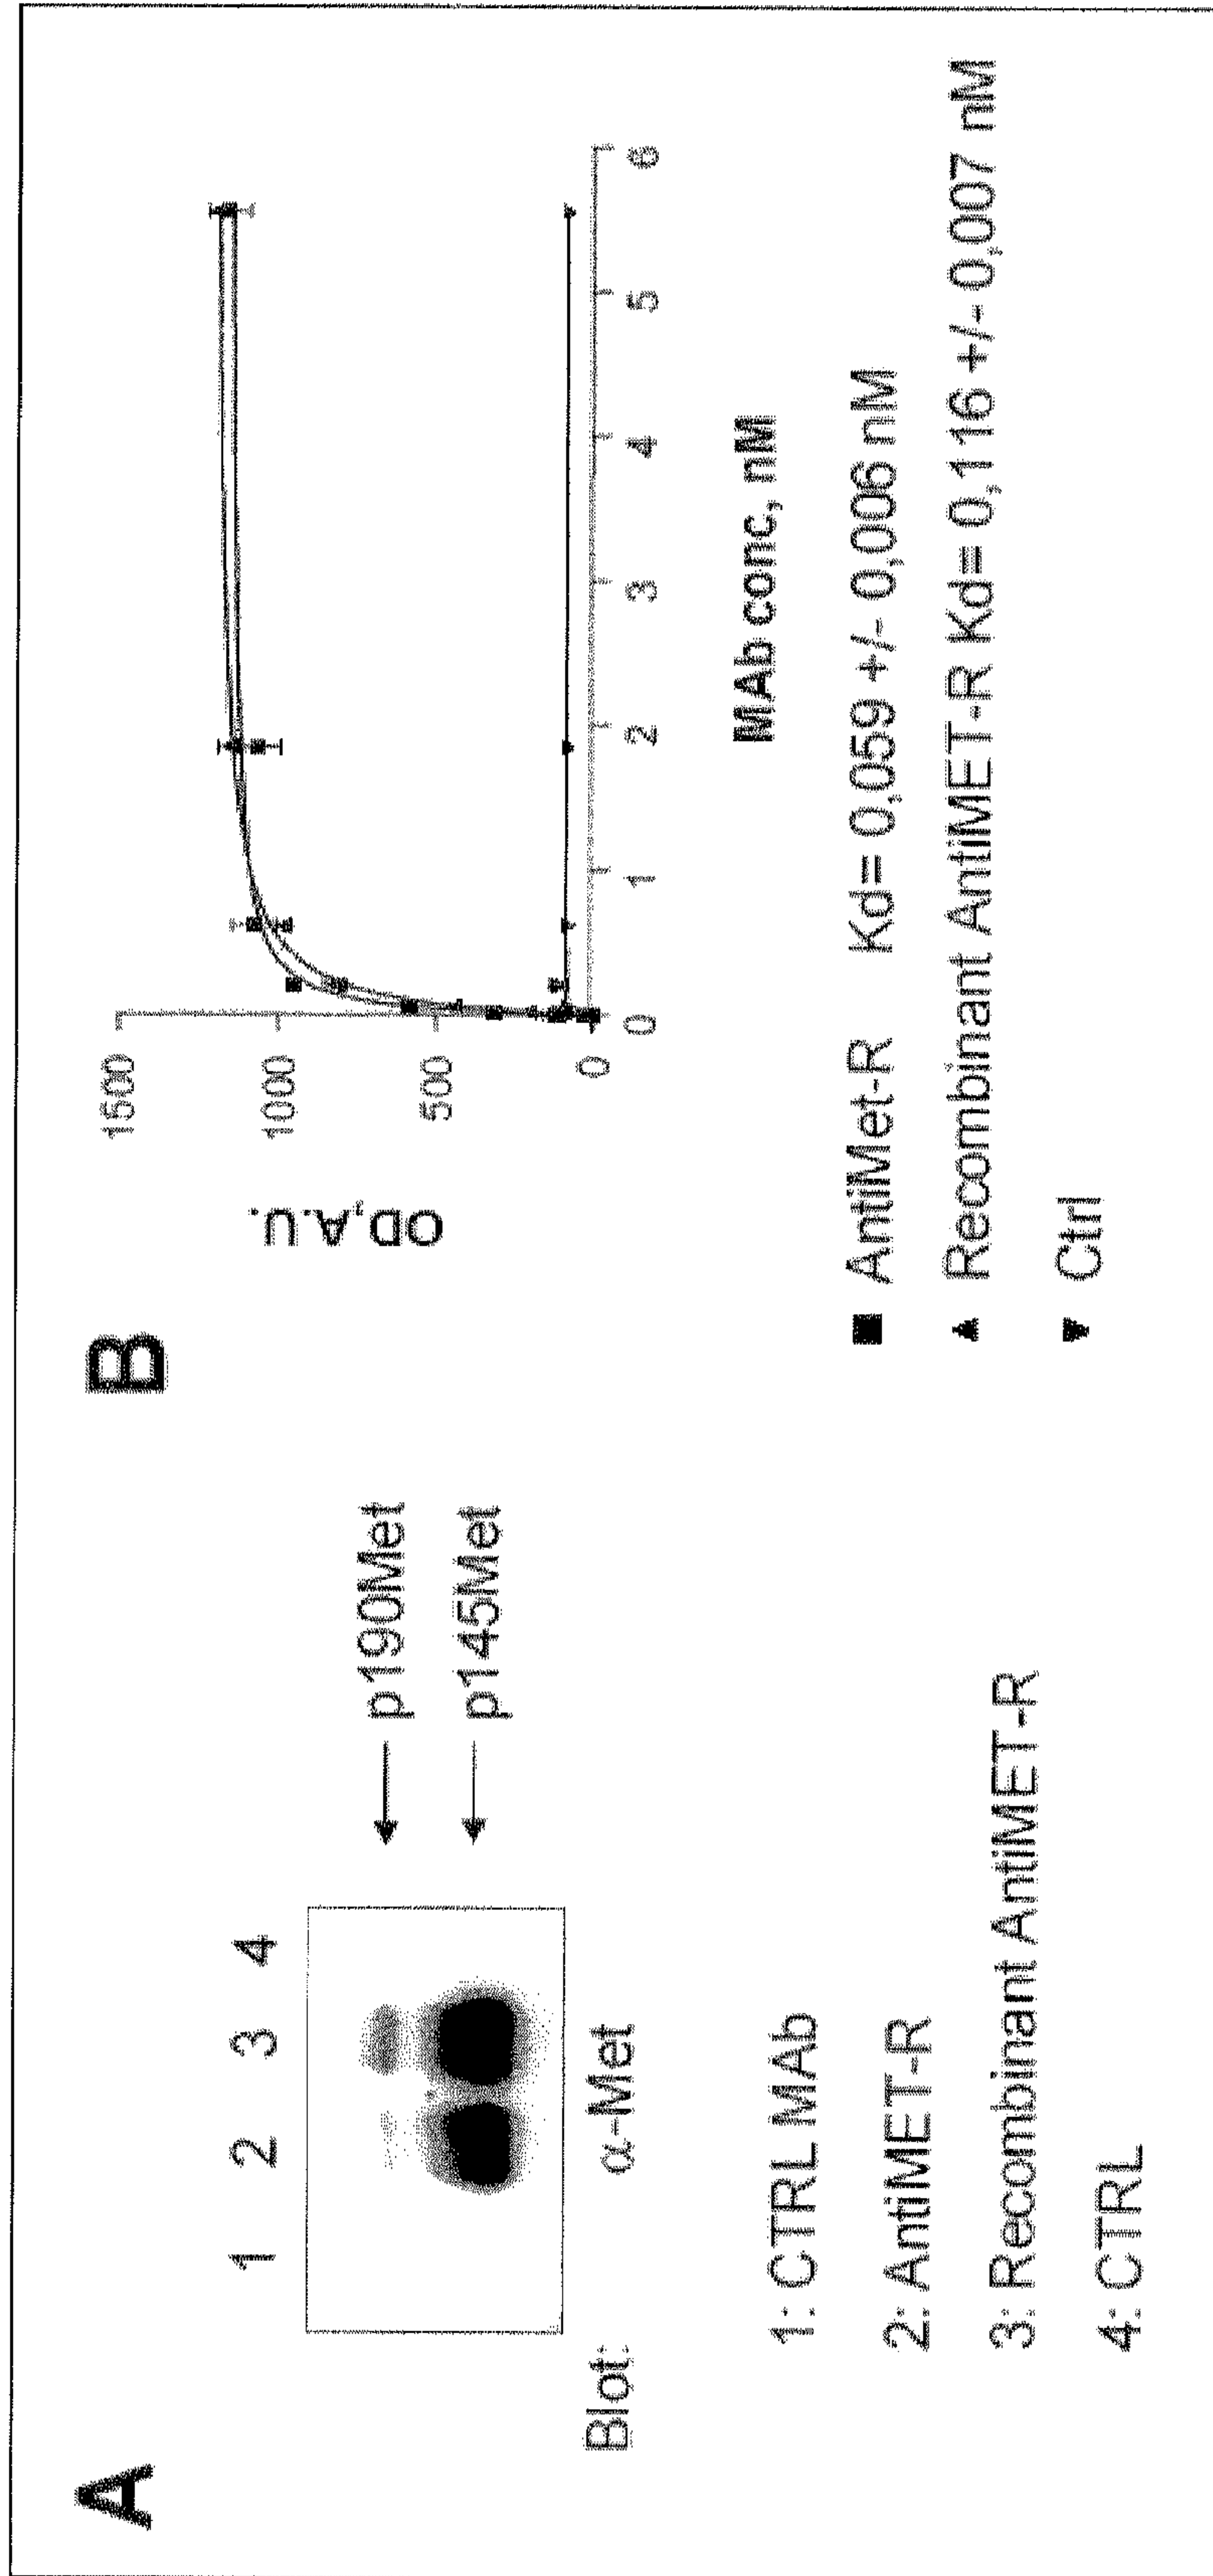 A
1 2 3 4
p190Met
p145Met
Blot: α-Met
1: CTRL MAb
2: AntiMET-R
3: Recombinant AntiMET-R
4: CTRL
B
OD,A.U.
1500
1000
500
0
0 1 2 3 4 5 6
MAb conc, nM
AntiMet-R Kd= 0,059 +/- 0,006 nM
Recombinant AntiMET-R Kd= 0,116 +/- 0,007 nM
Ctrl